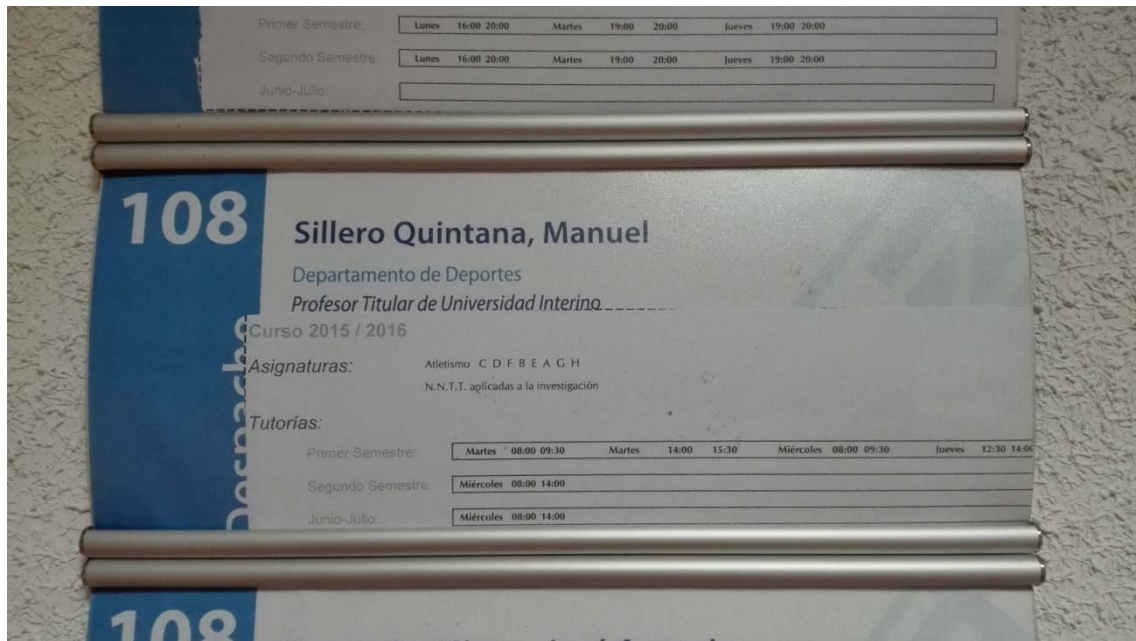 Primer Semestre: Lunes 16:00 20:00 Martes 19:00 20:00 Jueves 19:00 20:00
Segundo Semestre: Lunes 16:00 20:00 Martes 19:00 20:00 Jueves 19:00 20:00
Junio-Julio:
108
Sillero Quintana, Manuel
Departamento de Deportes
Profesor Titular de Universidad Interino
Despacho
Curso 2015 / 2016
Asignaturas: Atletismo C D F B E A G H
N.N.T.T. aplicadas a la investigación
Tutorías:
Primer Semestre: Martes 08:00 09:30 Martes 14:00 15:30 Miércoles 08:00 09:30 Jueves 12:30 14:00
Segundo Semestre: Miércoles 08:00 14:00
Junio-Julio: Miércoles 08:00 14:00
108